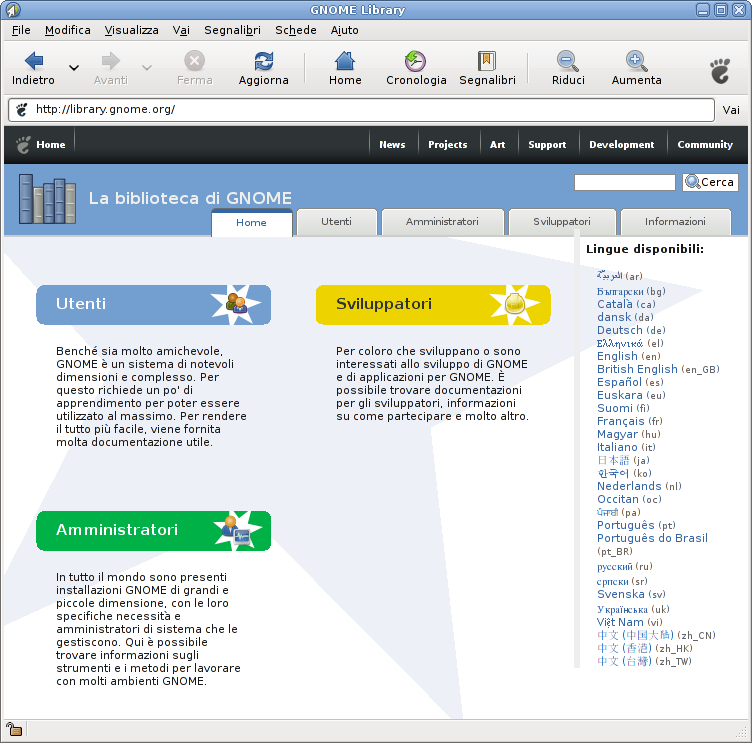 GNOME Library
File Modifica Visualizza Vai Segnalibri Schede Aiuto
Indietro Avanti Ferma Aggiorna Home Cronologia Segnalibri Riduci Aumenta
http://library.gnome.org/ Vai
Home News Projects Art Support Development Community
La biblioteca di GNOME
Cerca
Home Utenti Amministratori Sviluppatori Informazioni
Utenti
Benché sia molto amichevole,
GNOME è un sistema di notevoli
dimensioni e complesso. Per
questo richiede un po' di
apprendimento per poter essere
utilizzato al massimo. Per rendere
il tutto più facile, viene fornita
molta documentazione utile.
Sviluppatori
Per coloro che sviluppano o sono
interessati allo sviluppo di GNOME
e di applicazioni per GNOME. È
possibile trovare documentazioni
per gli sviluppatori, informazioni
su come partecipare e molto altro.
Amministratori
In tutto il mondo sono presenti
installazioni GNOME di grandi e
piccole dimensione, con le loro
specifiche necessità e
amministratori di sistema che le
gestiscono. Qui è possibile
trovare informazioni sugli
strumenti e i metodi per lavorare
con molti ambienti GNOME.
Lingue disponibili:
العربيّة (ar)
Български (bg)
Català (ca)
dansk (da)
Deutsch (de)
Ελληνικά (el)
English (en)
British English (en_GB)
Español (es)
Euskara (eu)
Suomi (fi)
Français (fr)
Magyar (hu)
Italiano (it)
日本語 (ja)
한국어 (ko)
Nederlands (nl)
Occitan (oc)
ਪੰਜਾਬੀ (pa)
Português (pt)
Português do Brasil
(pt_BR)
русский (ru)
српски (sr)
Svenska (sv)
Українська (uk)
Việt Nam (vi)
中文 (中国大陆) (zh_CN)
中文 (香港) (zh_HK)
中文 (台灣) (zh_TW)